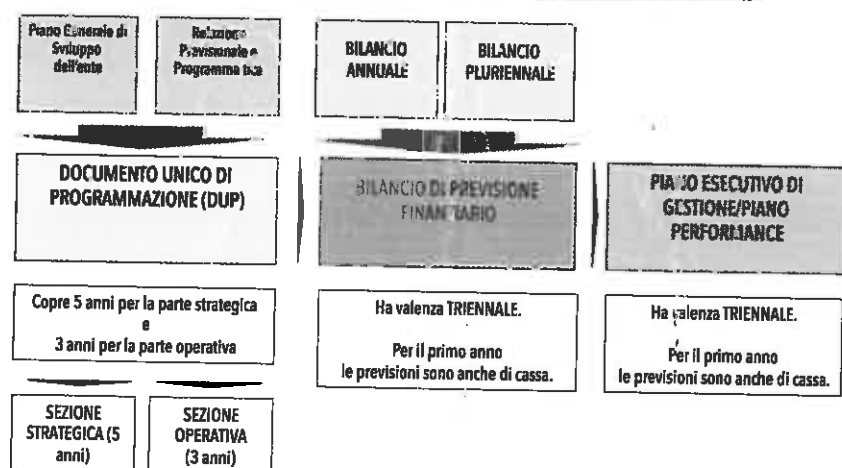 Piano Generale di
Sviluppo
dell'ente
Relazione
Previsionale e
Programmatica
BILANCIO
ANNUALE
BILANCIO
PLURIENNALE
DOCUMENTO UNICO DI
PROGRAMMAZIONE (DUP)
BILANCIO DI PREVISIONE
FINANZIARIO
PIANO ESECUTIVO DI
GESTIONE/PIANO
PERFORMANCE
Copre 5 anni per la parte strategica
e
3 anni per la parte operativa
Ha valenza TRIENNALE.
Per il primo anno
le previsioni sono anche di cassa.
Ha valenza TRIENNALE.
Per il primo anno
le previsioni sono anche di cassa.
SEZIONE
STRATEGICA (5
anni)
SEZIONE
OPERATIVA
(3 anni)